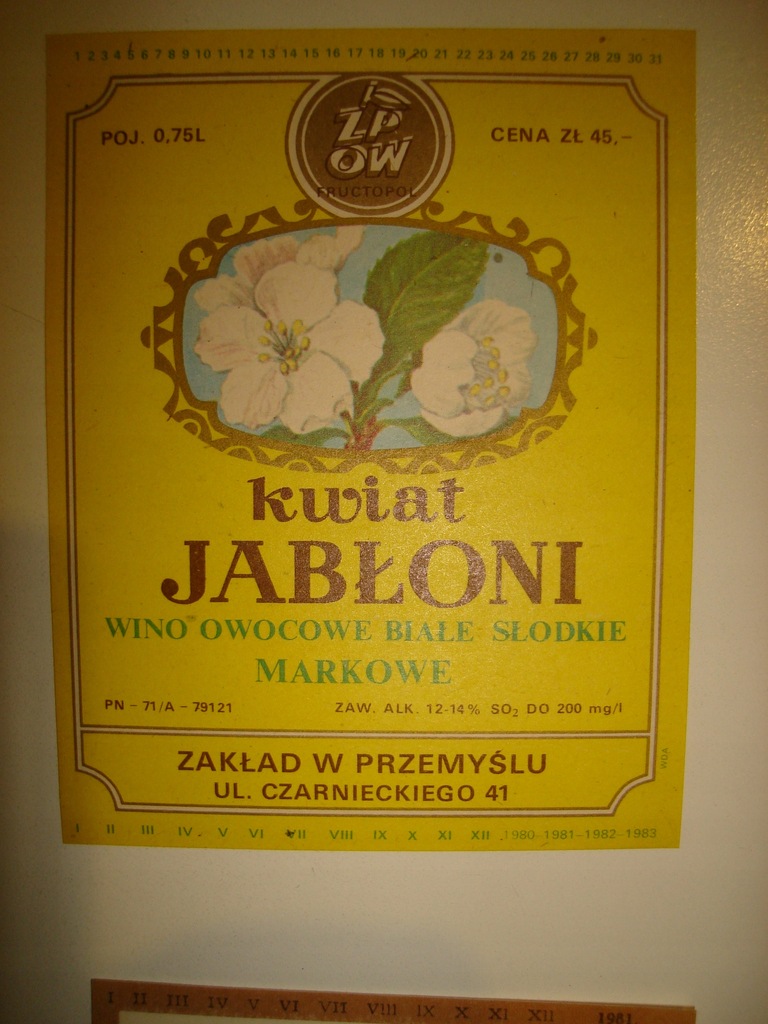 1 2 3 4 5 6 7 8 9 10 11 12 13 14 15 16 17 18 19 20 21 22 23 24 25 26 27 28 29 30 31
POJ. 0,75L
ZP
OW
FRUCTOPOL
CENA ZŁ 45,-
kwiat
JABŁONI
WINO OWOCOWE BIAŁE SŁODKIE
MARKOWE
PN - 71/A - 79121 ZAW. ALK. 12-14% SO₂ DO 200 mg/l
ZAKŁAD W PRZEMYŚLU
UL. CZARNIECKIEGO 41
WDA
I II III IV V VI VII VIII IX X XI XII 1980-1981-1982-1983
I II III IV V VI VII VIII IX X XI XII 1981